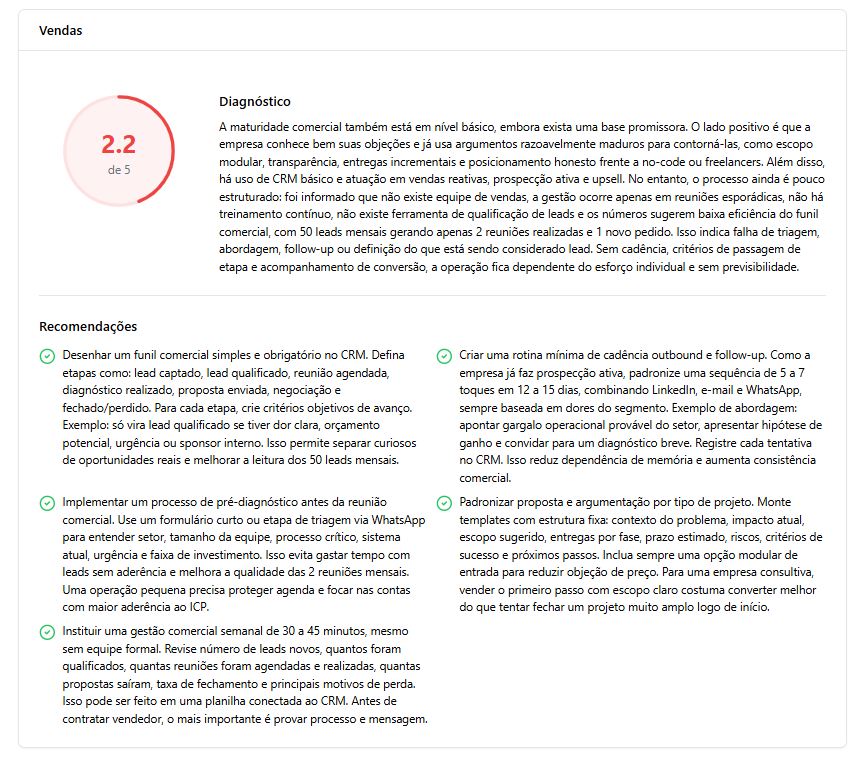 Vendas
2.2
de 5
Diagnóstico
A maturidade comercial também está em nível básico, embora exista uma base promissora. O lado positivo é que a
empresa conhece bem suas objeções e já usa argumentos razoavelmente maduros para contorná-las, como escopo
modular, transparência, entregas incrementais e posicionamento honesto frente a no-code ou freelancers. Além disso,
há uso de CRM básico e atuação em vendas reativas, prospecção ativa e upsell. No entanto, o processo ainda é pouco
estruturado: foi informado que não existe equipe de vendas, a gestão ocorre apenas em reuniões esporádicas, não há
treinamento contínuo, não existe ferramenta de qualificação de leads e os números sugerem baixa eficiência do funil
comercial, com 50 leads mensais gerando apenas 2 reuniões realizadas e 1 novo pedido. Isso indica falha de triagem,
abordagem, follow-up ou definição do que está sendo considerado lead. Sem cadência, critérios de passagem de
etapa e acompanhamento de conversão, a operação fica dependente do esforço individual e sem previsibilidade.
Recomendações
Desenhar um funil comercial simples e obrigatório no CRM. Defina
etapas como: lead captado, lead qualificado, reunião agendada,
diagnóstico realizado, proposta enviada, negociação e
fechado/perdido. Para cada etapa, crie critérios objetivos de avanço.
Exemplo: só vira lead qualificado se tiver dor clara, orçamento
potencial, urgência ou sponsor interno. Isso permite separar curiosos
de oportunidades reais e melhorar a leitura dos 50 leads mensais.
Criar uma rotina mínima de cadência outbound e follow-up. Como a
empresa já faz prospecção ativa, padronize uma sequência de 5 a 7
toques em 12 a 15 dias, combinando LinkedIn, e-mail e WhatsApp,
sempre baseada em dores do segmento. Exemplo de abordagem:
apontar gargalo operacional provável do setor, apresentar hipótese de
ganho e convidar para um diagnóstico breve. Registre cada tentativa
no CRM. Isso reduz dependência de memória e aumenta consistência
comercial.
Implementar um processo de pré-diagnóstico antes da reunião
comercial. Use um formulário curto ou etapa de triagem via WhatsApp
para entender setor, tamanho da equipe, processo crítico, sistema
atual, urgência e faixa de investimento. Isso evita gastar tempo com
leads sem aderência e melhora a qualidade das 2 reuniões mensais.
Uma operação pequena precisa proteger agenda e focar nas contas
com maior aderência ao ICP.
Padronizar proposta e argumentação por tipo de projeto. Monte
templates com estrutura fixa: contexto do problema, impacto atual,
escopo sugerido, entregas por fase, prazo estimado, riscos, critérios de
sucesso e próximos passos. Inclua sempre uma opção modular de
entrada para reduzir objeção de preço. Para uma empresa consultiva,
vender o primeiro passo com escopo claro costuma converter melhor
do que tentar fechar um projeto muito amplo logo de início.
Instituir uma gestão comercial semanal de 30 a 45 minutos, mesmo
sem equipe formal. Revise número de leads novos, quantos foram
qualificados, quantas reuniões foram agendadas e realizadas, quantas
propostas saíram, taxa de fechamento e principais motivos de perda.
Isso pode ser feito em uma planilha conectada ao CRM. Antes de
contratar vendedor, o mais importante é provar processo e mensagem.